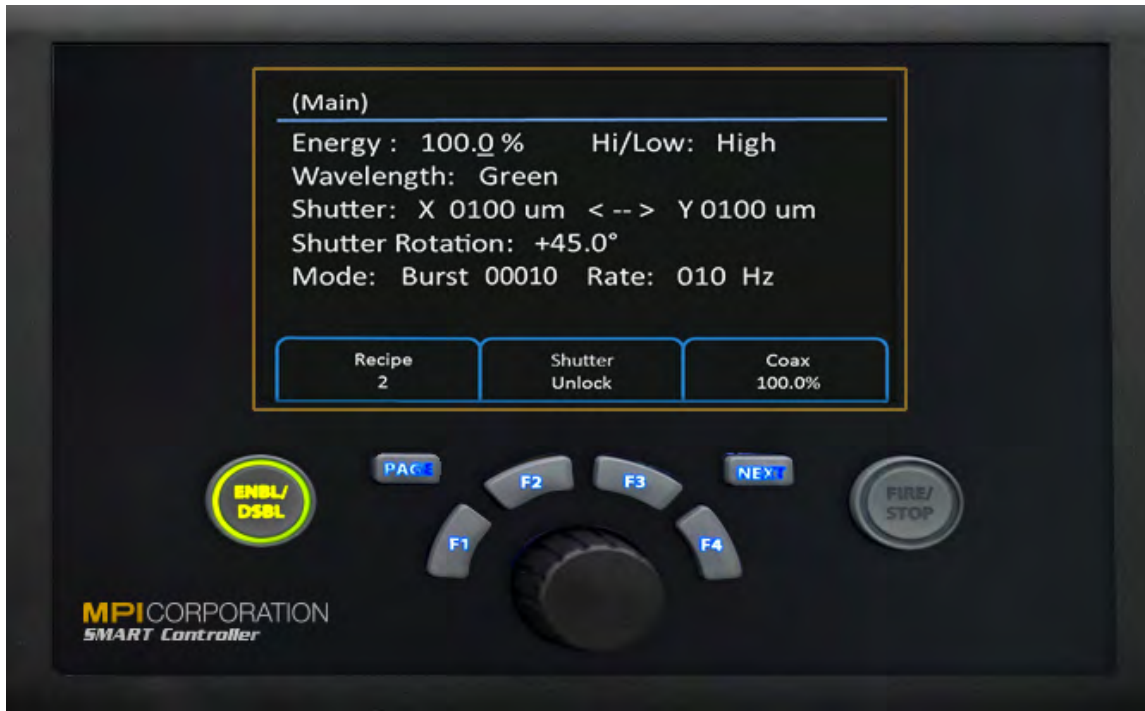 (Main)
Energy : 100.0 % Hi/Low: High
Wavelength: Green
Shutter: X 0100 um < -- > Y 0100 um
Shutter Rotation: +45.0°
Mode: Burst 00010 Rate: 010 Hz
Recipe
2
Shutter
Unlock
Coax
100.0%
ENBL/
DSBL
PAGE
F1
F2
F3
F4
NEXT
FIRE/
STOP
MPI CORPORATION
SMART Controller